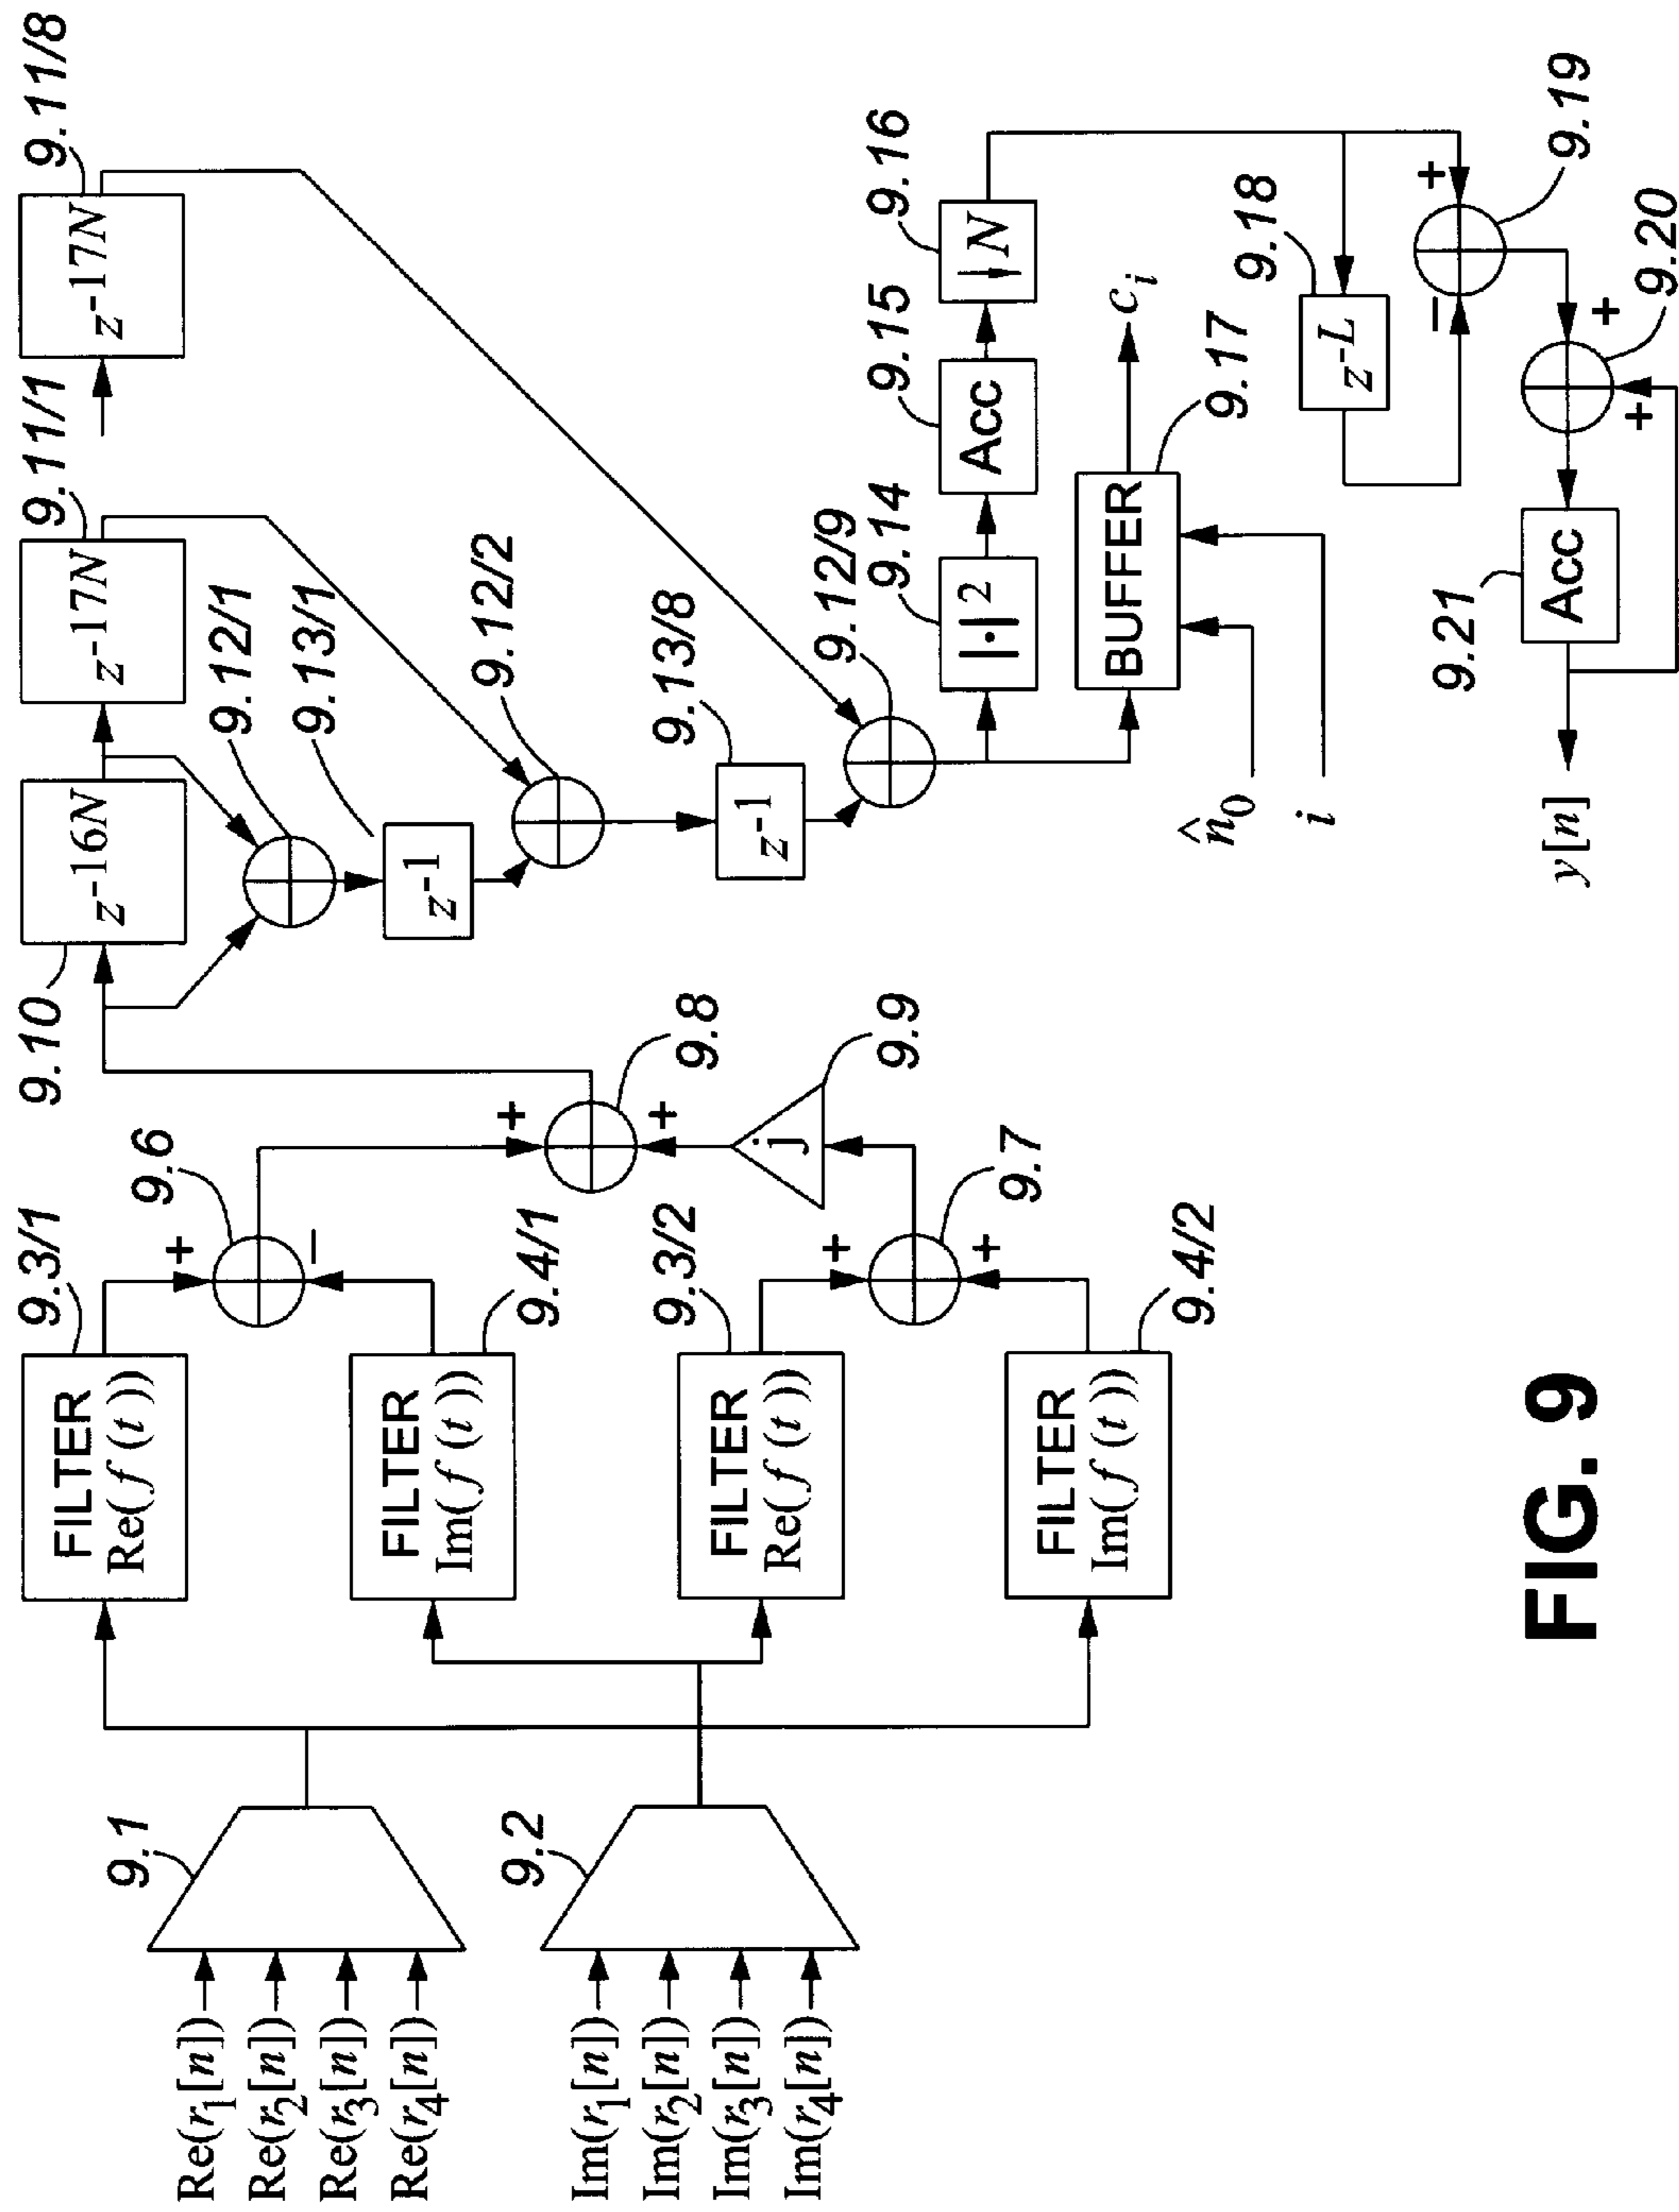 Re(r₁[n])
Re(r₂[n])
Re(r₃[n])
Re(r₄[n])
9.1
Im(r₁[n])
Im(r₂[n])
Im(r₃[n])
Im(r₄[n])
9.2
FILTER
Re(f(t))
9.3/1
FILTER
Im(f(t))
9.4/1
FILTER
Re(f(t))
9.3/2
FILTER
Im(f(t))
9.4/2
+
−
9.6
+
+
9.7
j
9.9
+
+
9.8
z⁻¹⁶ᴺ
9.10
z⁻¹⁷ᴺ
9.11/1
z⁻¹⁷ᴺ
9.11/8
9.12/1
z⁻¹
9.13/1
9.12/2
z⁻¹
9.13/8
9.12/9
|·|²
9.14
Acc
9.15
↓N
9.16
BUFFER
9.17
cᵢ
n̂₀
i
z⁻ᴸ
9.18
+
−
9.19
+
+
9.20
Acc
9.21
y[n]
FIG. 9